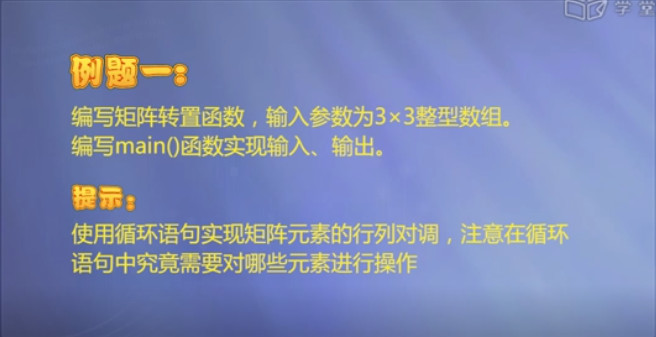 学堂
例题一：
编写矩阵转置函数，输入参数为3×3整型数组。
编写main()函数实现输入、输出。
提示：
使用循环语句实现矩阵元素的行列对调，注意在循环
语句中究竟需要对哪些元素进行操作